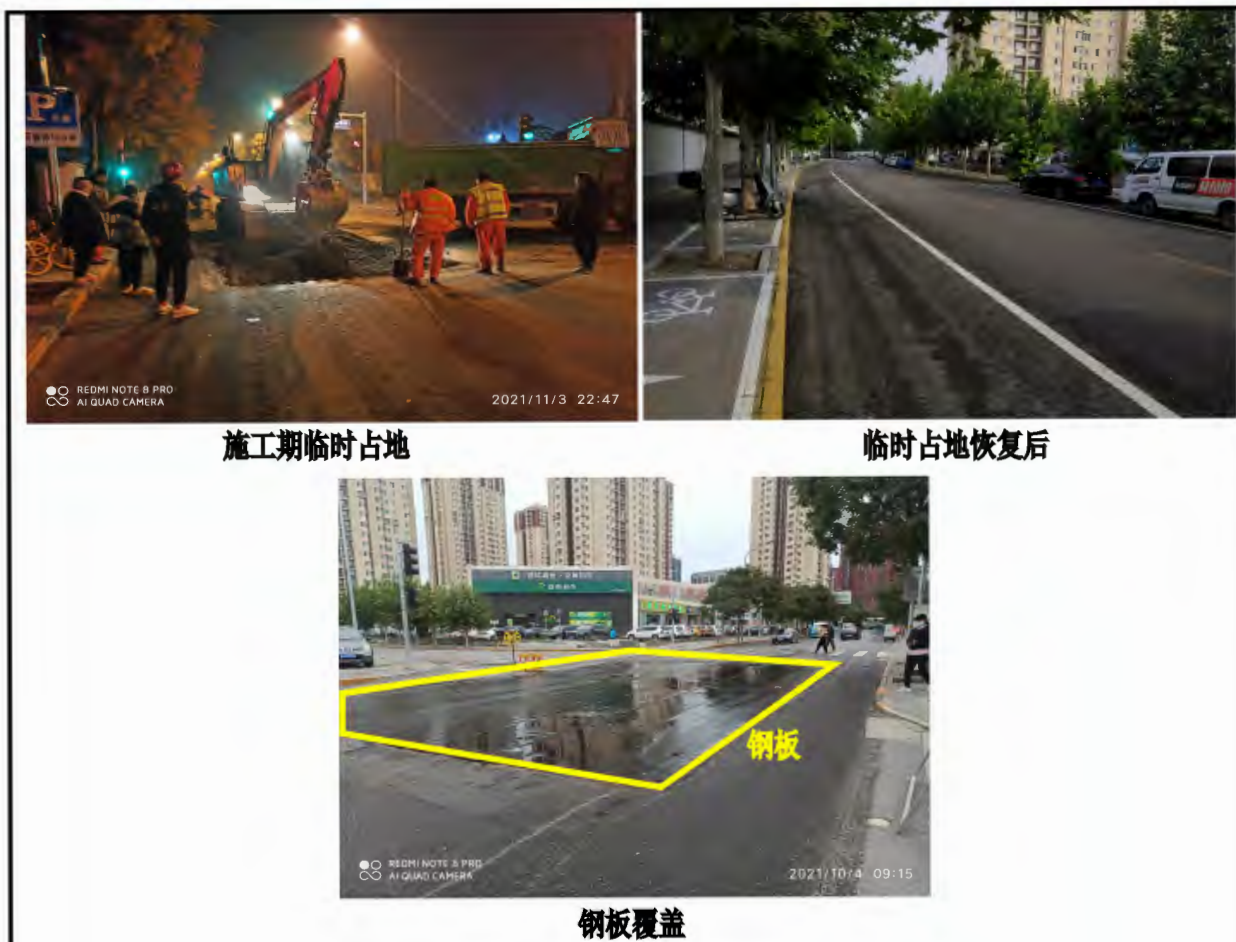 P
REDMI NOTE 8 PRO
AI QUAD CAMERA
2021/11/3 22:47
施工期临时占地
临时占地恢复后
钢板
REDMI NOTE 8 PRO
AI QUAD CAMERA
2021/10/4 09:15
钢板覆盖